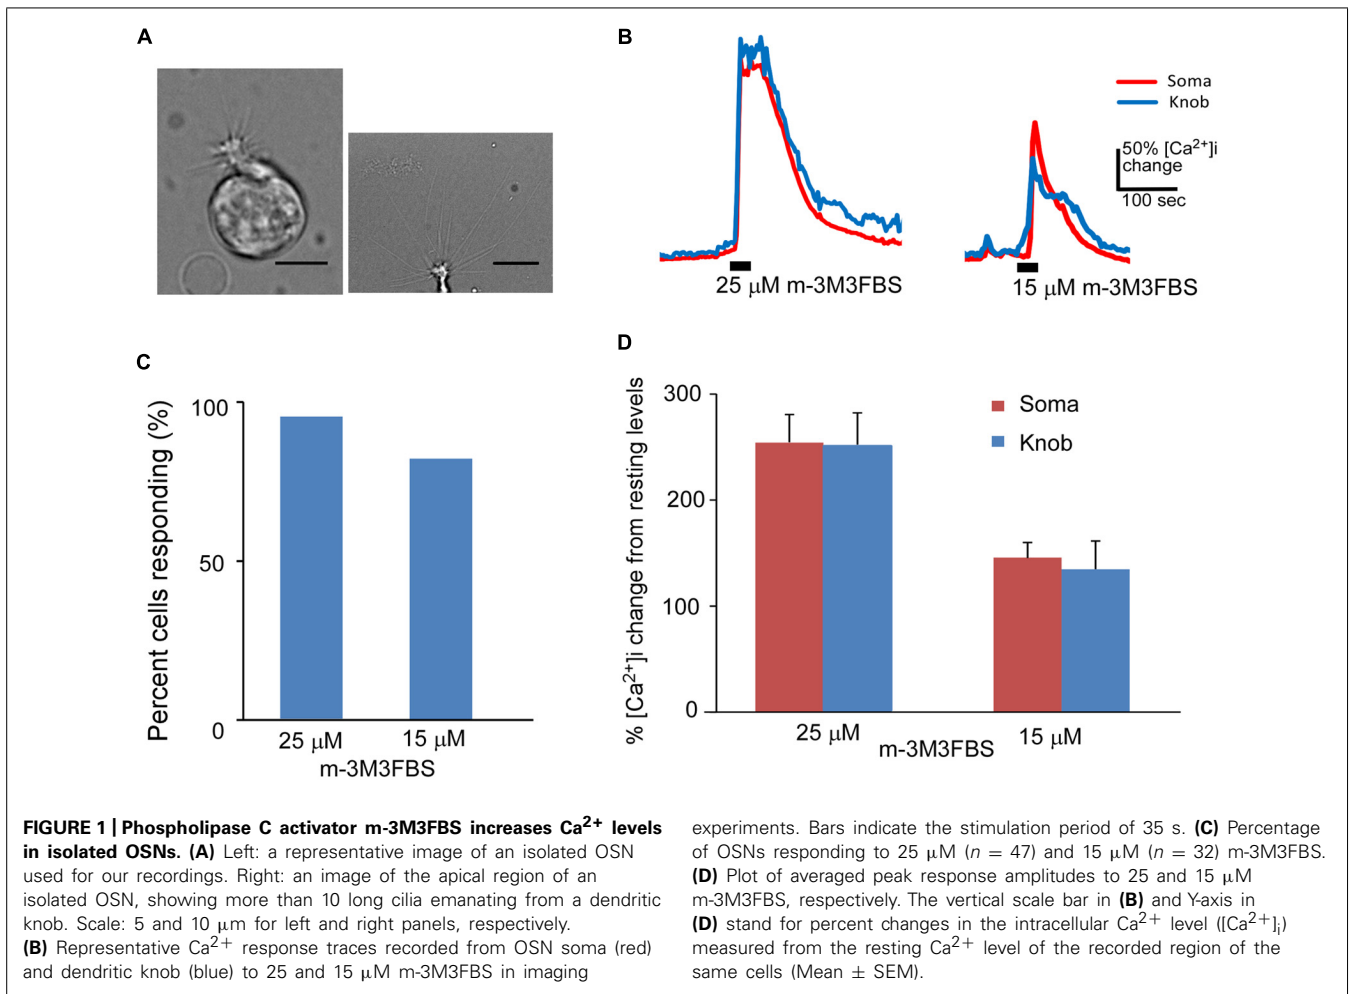 A
B
Soma
Knob
50% [Ca2+]i
change
100 sec
25 μM m-3M3FBS
15 μM m-3M3FBS
C
Percent cells responding (%)
100
50
0
25 μM
15 μM
m-3M3FBS
D
% [Ca2+]i change from resting levels
300
200
100
0
Soma
Knob
25 μM
15 μM
m-3M3FBS
FIGURE 1 | Phospholipase C activator m-3M3FBS increases Ca2+ levels
in isolated OSNs. (A) Left: a representative image of an isolated OSN
used for our recordings. Right: an image of the apical region of an
isolated OSN, showing more than 10 long cilia emanating from a dendritic
knob. Scale: 5 and 10 μm for left and right panels, respectively.
(B) Representative Ca2+ response traces recorded from OSN soma (red)
and dendritic knob (blue) to 25 and 15 μM m-3M3FBS in imaging
experiments. Bars indicate the stimulation period of 35 s. (C) Percentage
of OSNs responding to 25 μM (n = 47) and 15 μM (n = 32) m-3M3FBS.
(D) Plot of averaged peak response amplitudes to 25 and 15 μM
m-3M3FBS, respectively. The vertical scale bar in (B) and Y-axis in
(D) stand for percent changes in the intracellular Ca2+ level ([Ca2+]i)
measured from the resting Ca2+ level of the recorded region of the
same cells (Mean ± SEM).